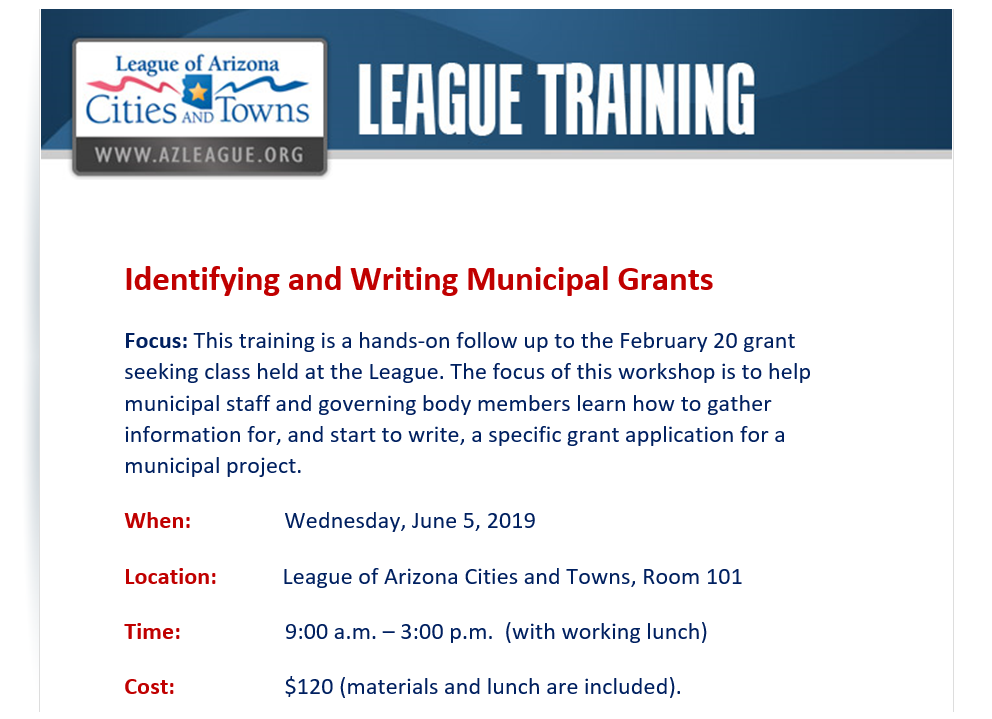 League of Arizona
Cities AND Towns
WWW.AZLEAGUE.ORG
LEAGUE TRAINING
Identifying and Writing Municipal Grants
Focus: This training is a hands-on follow up to the February 20 grant
seeking class held at the League. The focus of this workshop is to help
municipal staff and governing body members learn how to gather
information for, and start to write, a specific grant application for a
municipal project.
When: Wednesday, June 5, 2019
Location: League of Arizona Cities and Towns, Room 101
Time: 9:00 a.m. – 3:00 p.m.  (with working lunch)
Cost: $120 (materials and lunch are included).